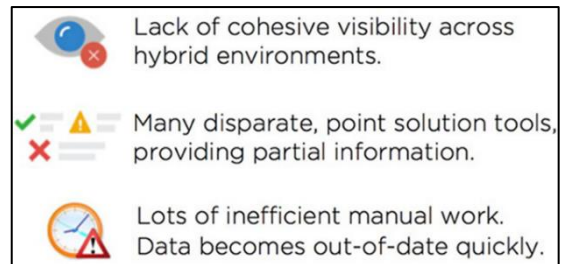 Lack of cohesive visibility across
hybrid environments.
Many disparate, point solution tools,
providing partial information.
Lots of inefficient manual work.
Data becomes out-of-date quickly.